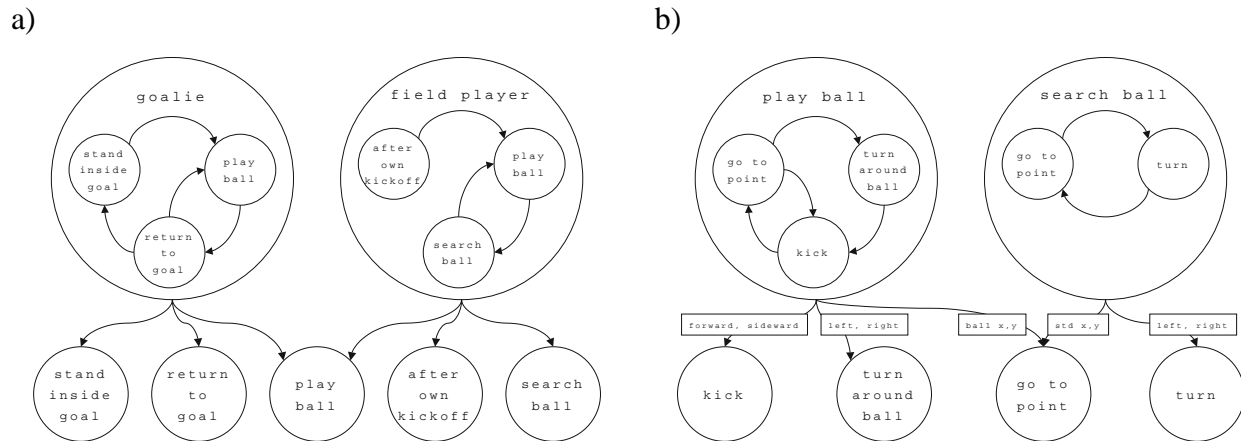 a)
goalie
stand
inside
goal
play
ball
return
to
goal
field player
after
own
kickoff
play
ball
search
ball
stand
inside
goal
return
to
goal
play
ball
after
own
kickoff
search
ball
b)
play ball
go to
point
turn
around
ball
kick
search ball
go to
point
turn
forward, sideward
left, right
ball x,y
std x,y
left, right
kick
turn
around
ball
go to
point
turn